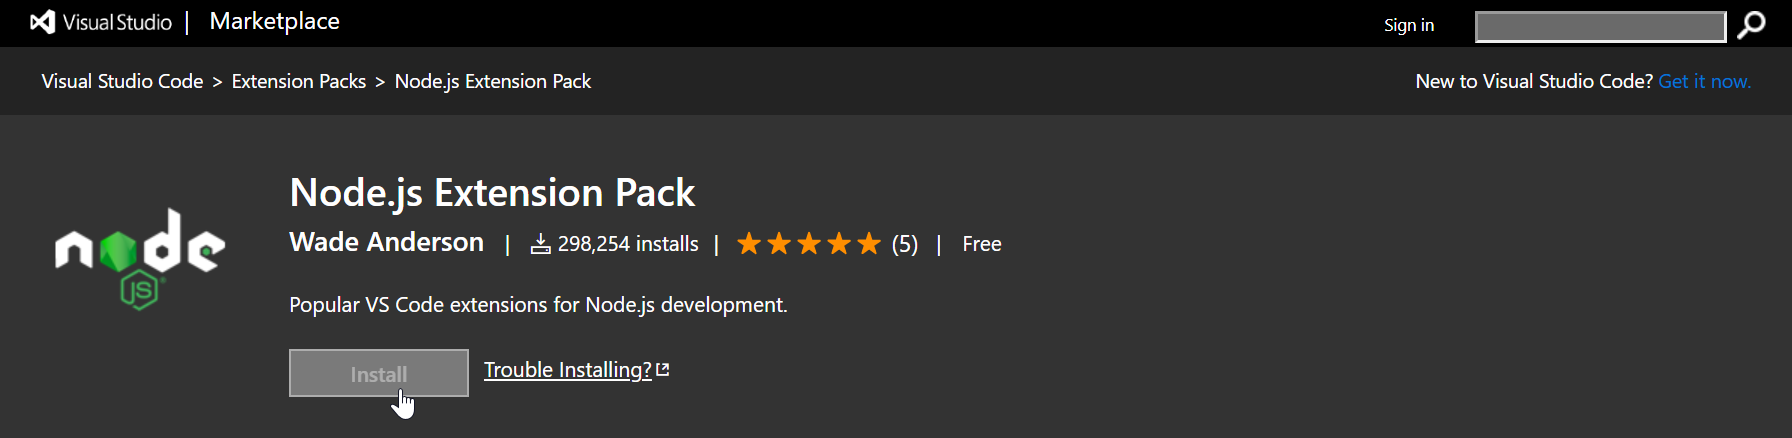 Visual Studio | Marketplace
Sign in
Visual Studio Code > Extension Packs > Node.js Extension Pack
New to Visual Studio Code? Get it now.
node
JS
Node.js Extension Pack
Wade Anderson | 298,254 installs | (5) | Free
Popular VS Code extensions for Node.js development.
Install
Trouble Installing?